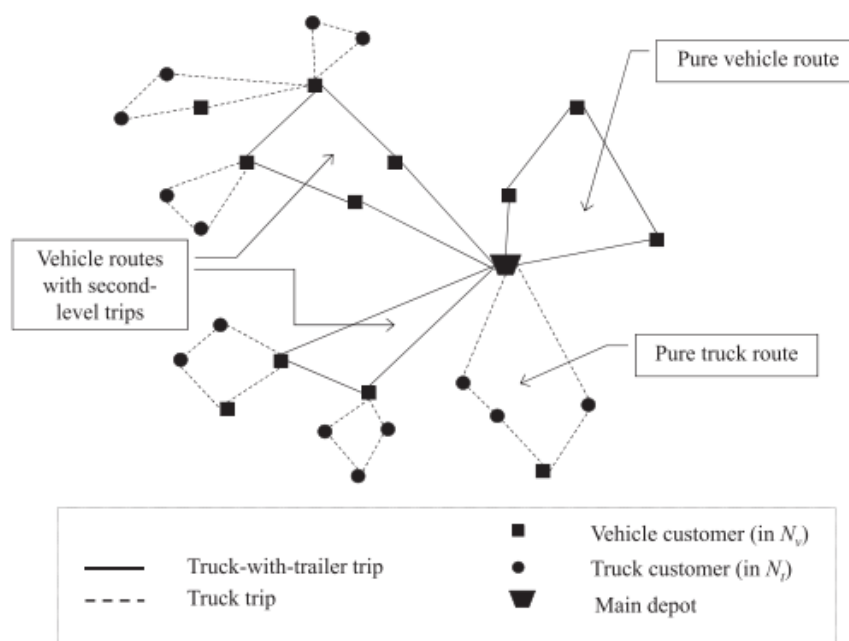 Pure vehicle route
Vehicle routes
with second-
level trips
Pure truck route
Truck-with-trailer trip
Truck trip
Vehicle customer (in Nᵥ)
Truck customer (in Nₜ)
Main depot